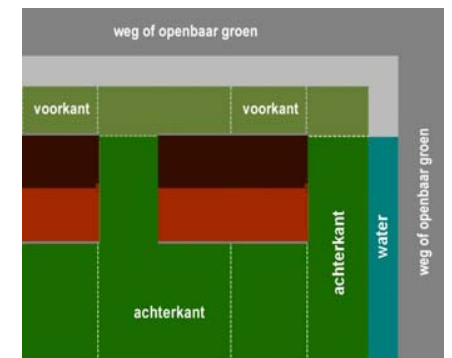 weg of openbaar groen
voorkant
voorkant
achterkant
water
weg of openbaar groen
achterkant